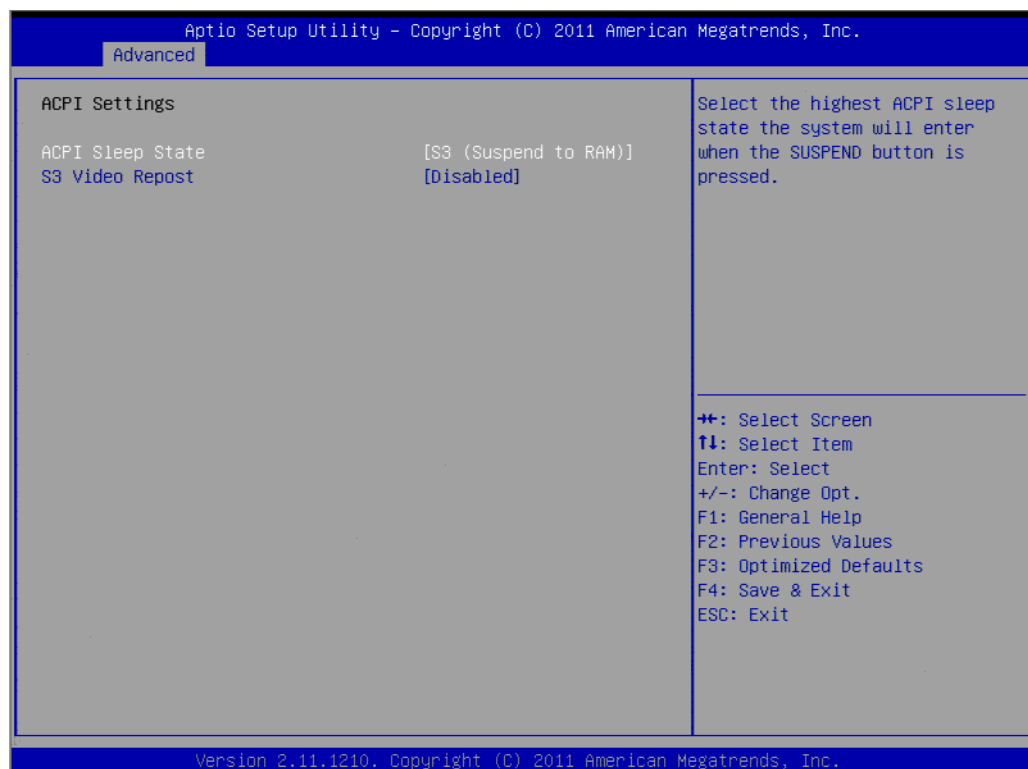 Aptio Setup Utility – Copyright (C) 2011 American Megatrends, Inc.
Advanced
ACPI Settings
ACPI Sleep State [S3 (Suspend to RAM)]
S3 Video Repost [Disabled]
Select the highest ACPI sleep
state the system will enter
when the SUSPEND button is
pressed.
→←: Select Screen
↑↓: Select Item
Enter: Select
+/-: Change Opt.
F1: General Help
F2: Previous Values
F3: Optimized Defaults
F4: Save & Exit
ESC: Exit
Version 2.11.1210. Copyright (C) 2011 American Megatrends, Inc.